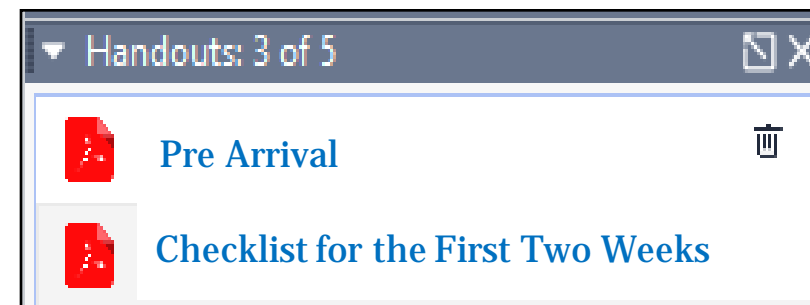 Handouts: 3 of 5
Pre Arrival
Checklist for the First Two Weeks